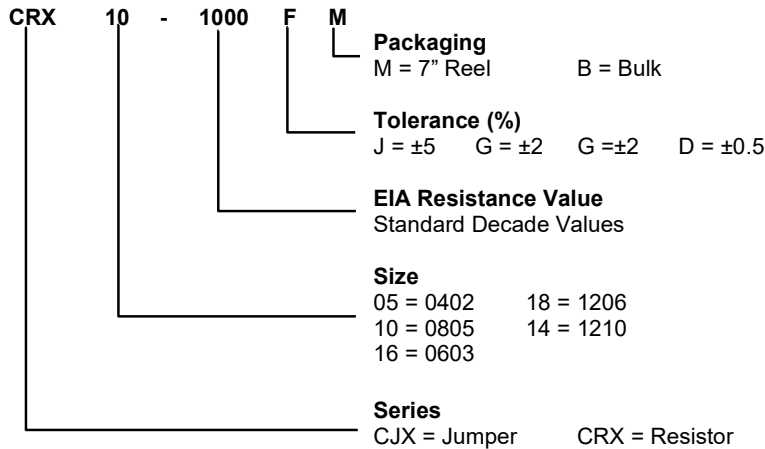 CRX 10 - 1000 F M
Packaging
M = 7” Reel B = Bulk
Tolerance (%)
J = ±5 G = ±2 G =±2 D = ±0.5
EIA Resistance Value
Standard Decade Values
Size
05 = 0402 18 = 1206
10 = 0805 14 = 1210
16 = 0603
Series
CJX = Jumper CRX = Resistor